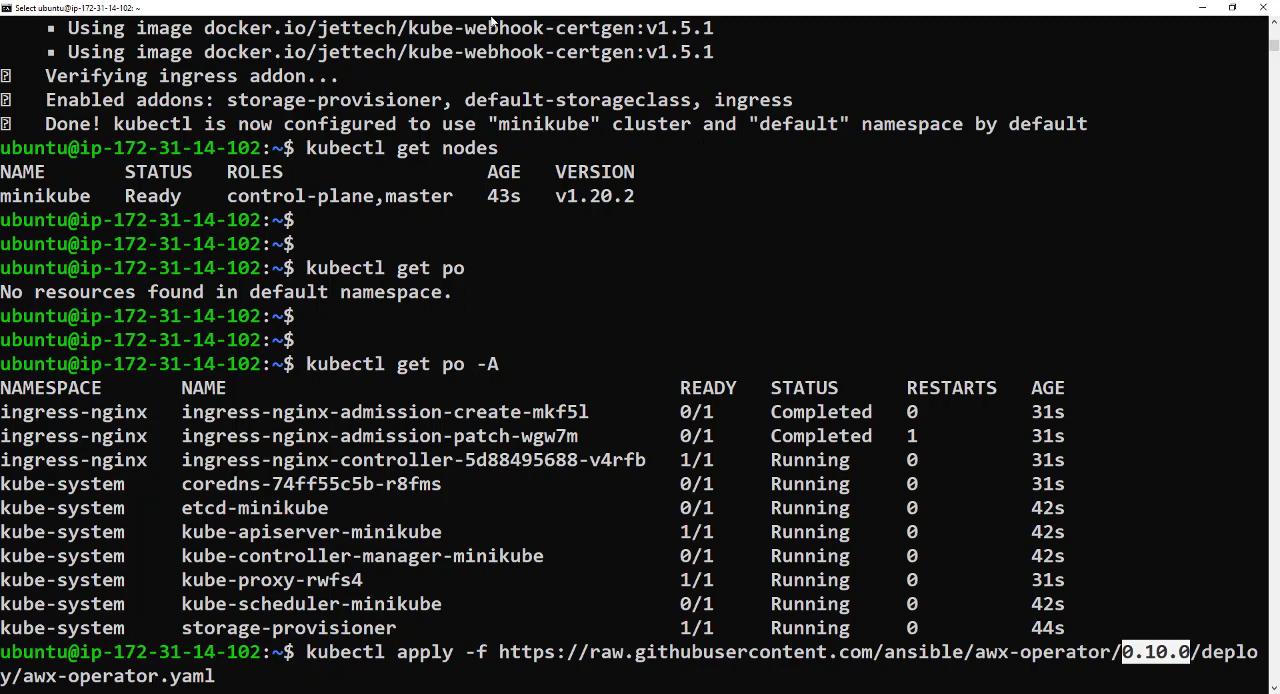 Select ubuntu@ip-172-31-14-102: ~
▪ Using image docker.io/jettech/kube-webhook-certgen:v1.5.1
▪ Using image docker.io/jettech/kube-webhook-certgen:v1.5.1
Verifying ingress addon...
Enabled addons: storage-provisioner, default-storageclass, ingress
Done! kubectl is now configured to use "minikube" cluster and "default" namespace by default
ubuntu@ip-172-31-14-102:~$ kubectl get nodes
NAME STATUS ROLES AGE VERSION
minikube Ready control-plane,master 43s v1.20.2
ubuntu@ip-172-31-14-102:~$
ubuntu@ip-172-31-14-102:~$
ubuntu@ip-172-31-14-102:~$ kubectl get po
No resources found in default namespace.
ubuntu@ip-172-31-14-102:~$
ubuntu@ip-172-31-14-102:~$
ubuntu@ip-172-31-14-102:~$ kubectl get po -A
NAMESPACE NAME READY STATUS RESTARTS AGE
ingress-nginx ingress-nginx-admission-create-mkf5l 0/1 Completed 0 31s
ingress-nginx ingress-nginx-admission-patch-wgw7m 0/1 Completed 1 31s
ingress-nginx ingress-nginx-controller-5d88495688-v4rfb 1/1 Running 0 31s
kube-system coredns-74ff55c5b-r8fms 0/1 Running 0 31s
kube-system etcd-minikube 0/1 Running 0 42s
kube-system kube-apiserver-minikube 1/1 Running 0 42s
kube-system kube-controller-manager-minikube 0/1 Running 0 42s
kube-system kube-proxy-rwfs4 1/1 Running 0 31s
kube-system kube-scheduler-minikube 0/1 Running 0 42s
kube-system storage-provisioner 1/1 Running 0 44s
ubuntu@ip-172-31-14-102:~$ kubectl apply -f https://raw.githubusercontent.com/ansible/awx-operator/0.10.0/deplo
y/awx-operator.yaml